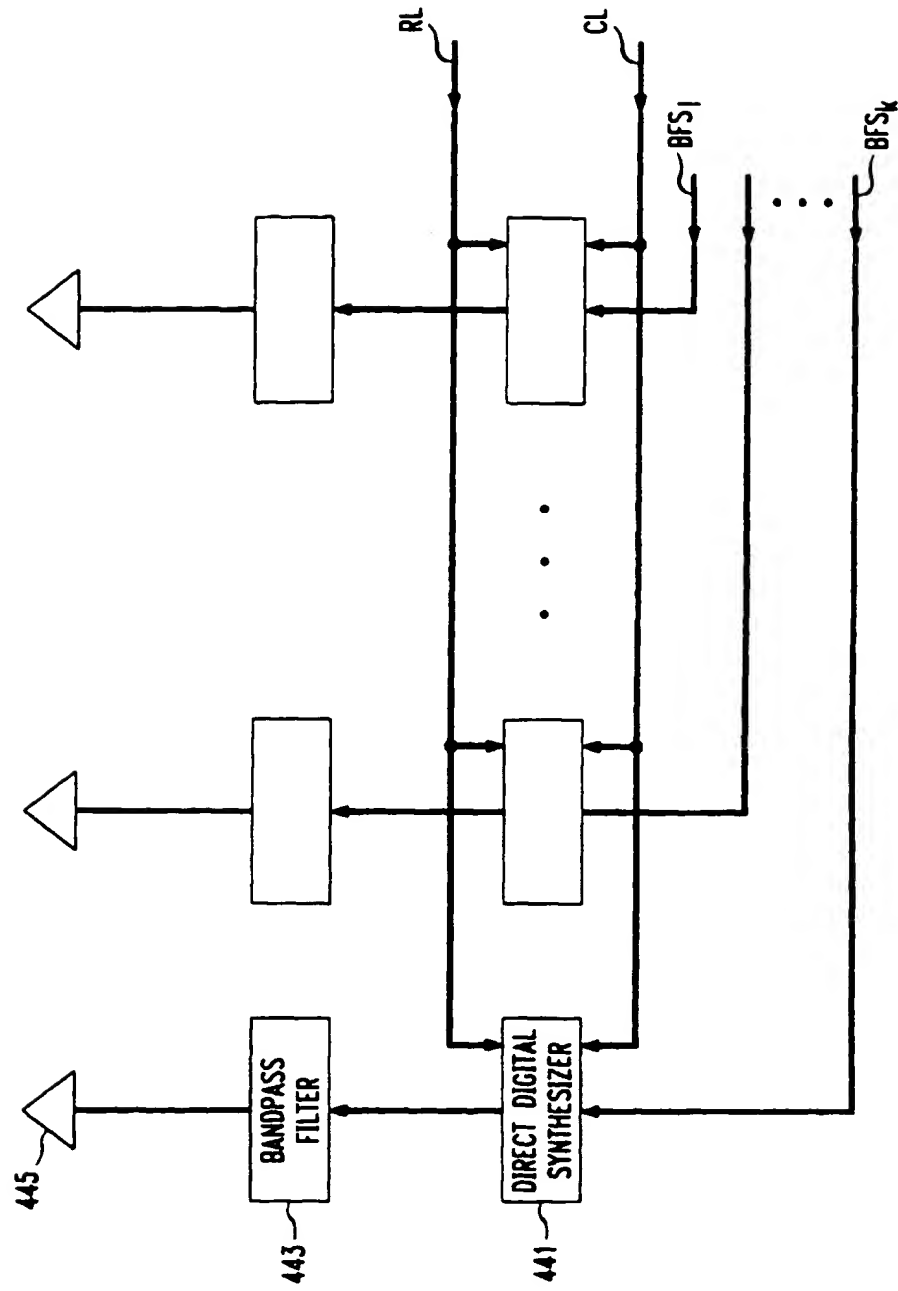 445
443
BANDPASS
FILTER
441
DIRECT DIGITAL
SYNTHESIZER
RL
CL
BFS1
BFSk